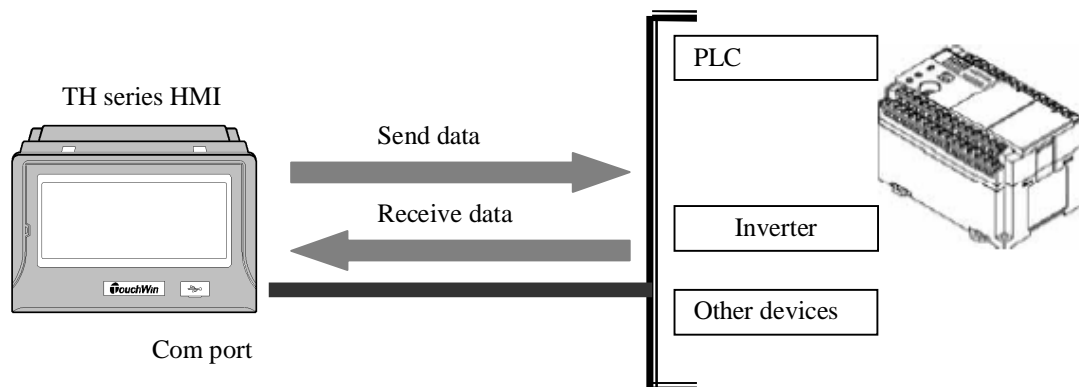 PLC
TH series HMI
Send data
Receive data
Inverter
TouchWin
Other devices
Com port